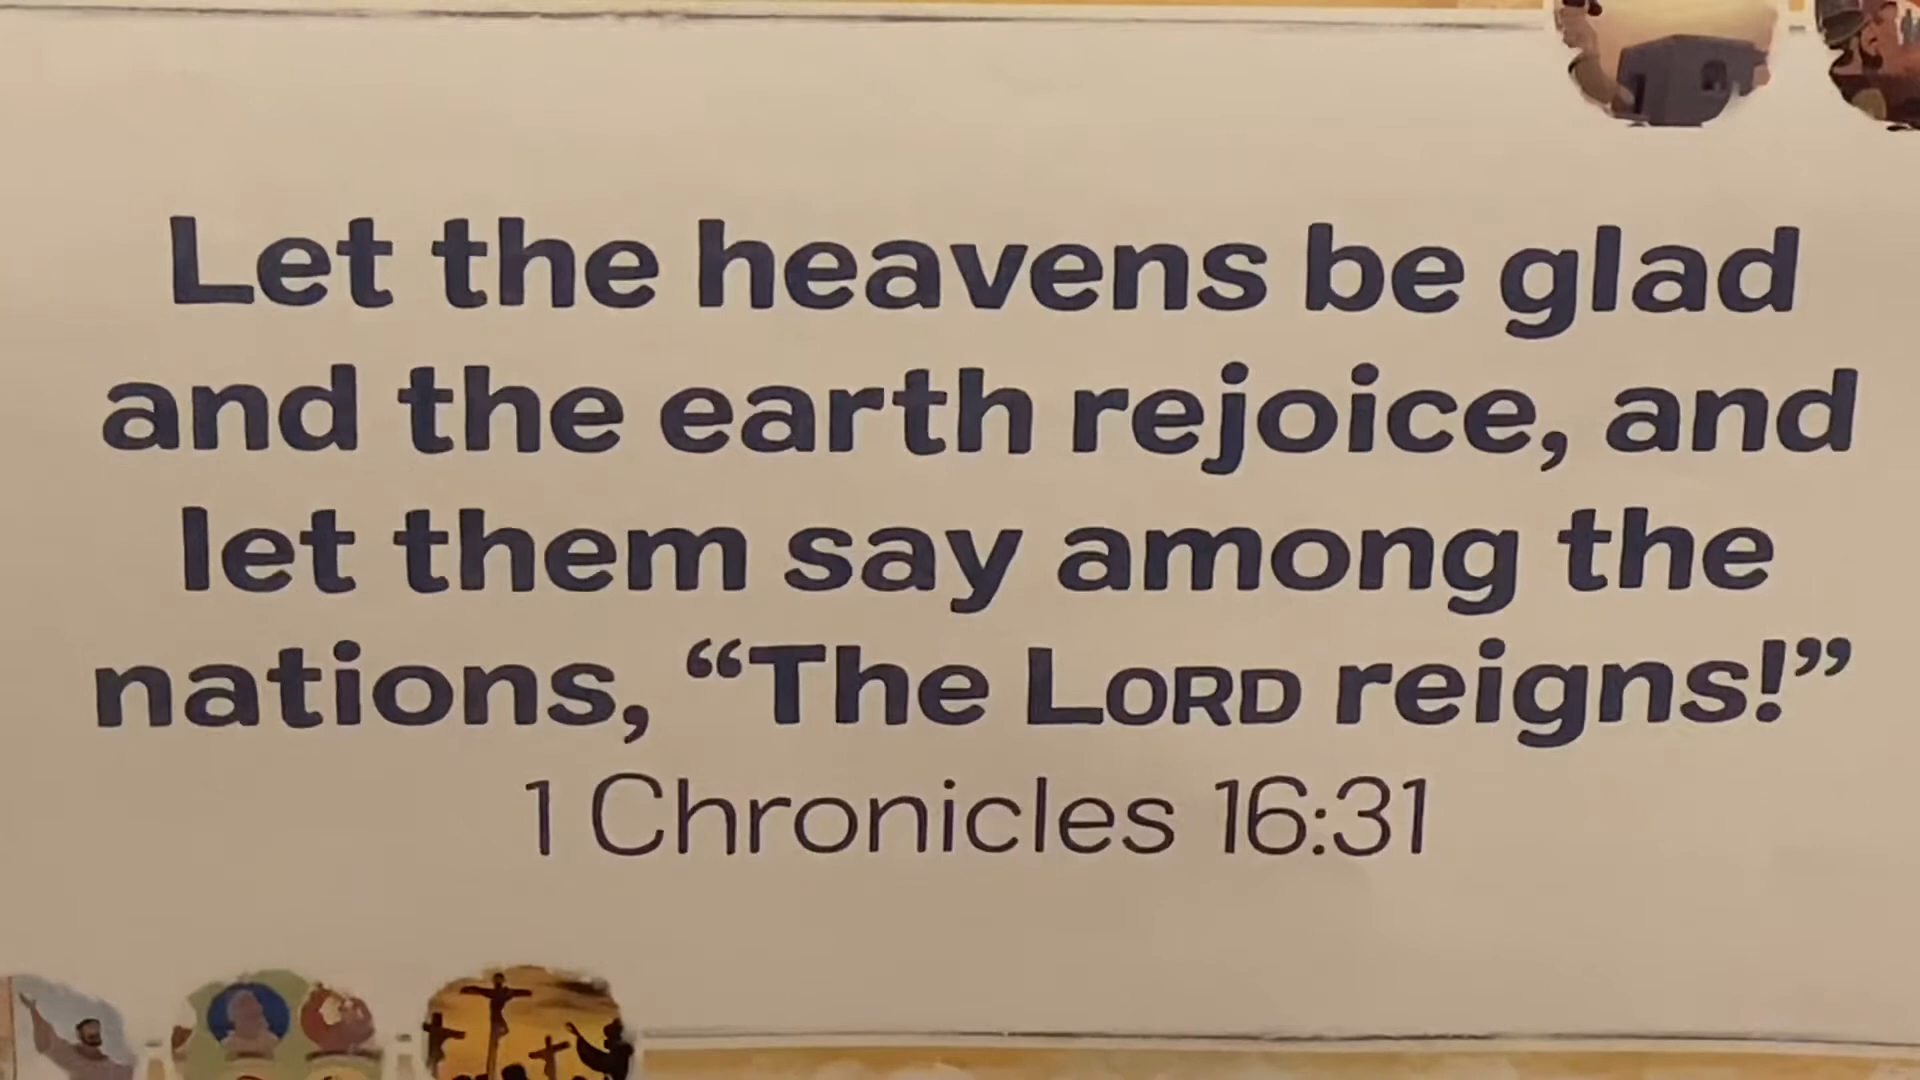 Let the heavens be glad
and the earth rejoice, and
let them say among the
nations, “The LORD reigns!”
1 Chronicles 16:31